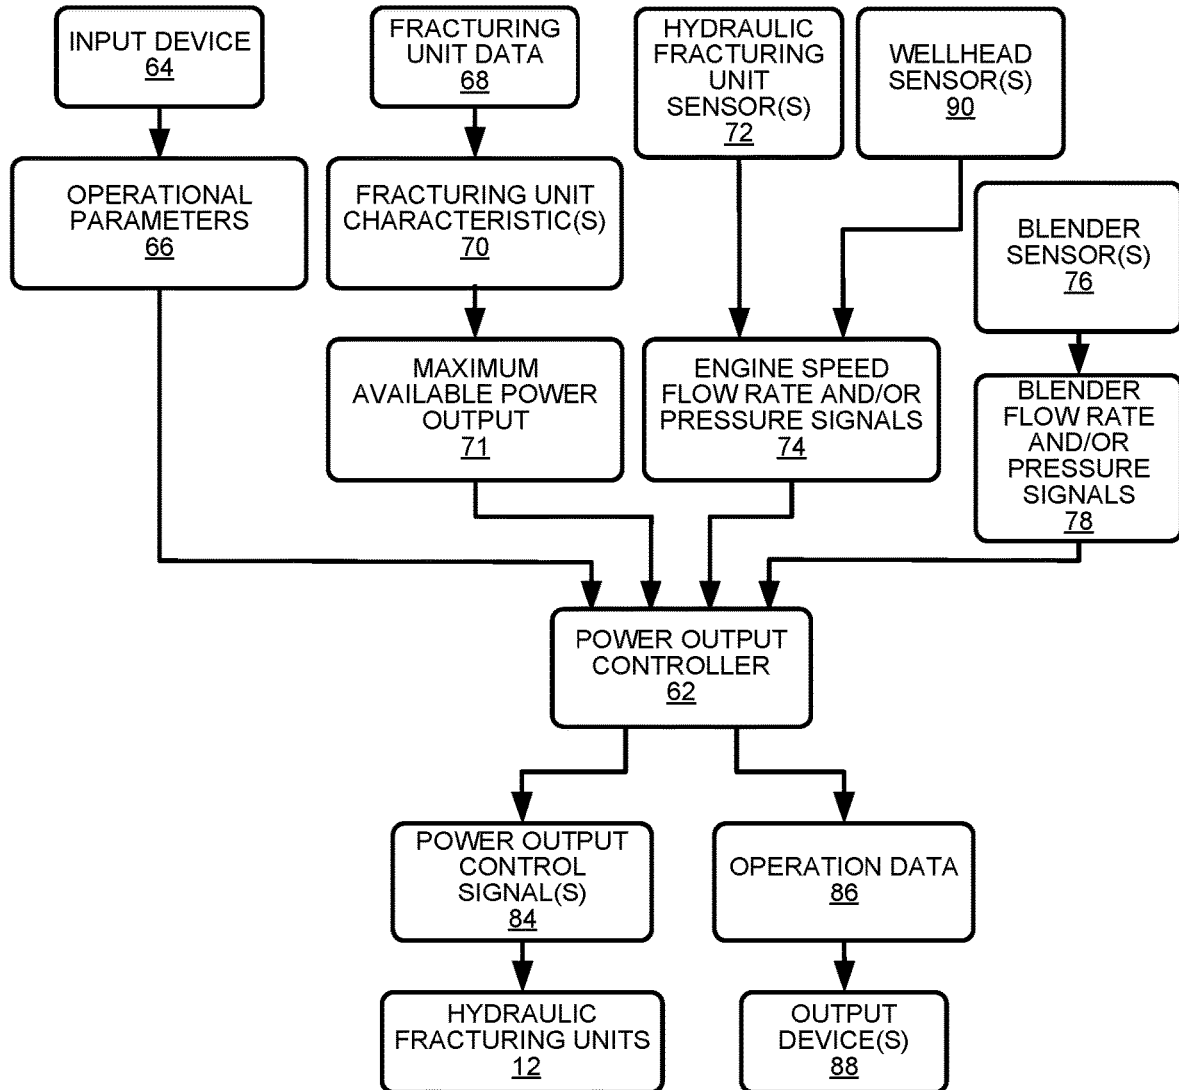 INPUT DEVICE
64
FRACTURING
UNIT DATA
68
HYDRAULIC
FRACTURING
UNIT
SENSOR(S)
72
WELLHEAD
SENSOR(S)
90
OPERATIONAL
PARAMETERS
66
FRACTURING UNIT
CHARACTERISTIC(S)
70
BLENDER
SENSOR(S)
76
MAXIMUM
AVAILABLE POWER
OUTPUT
71
ENGINE SPEED
FLOW RATE AND/OR
PRESSURE SIGNALS
74
BLENDER
FLOW RATE
AND/OR
PRESSURE
SIGNALS
78
POWER OUTPUT
CONTROLLER
62
POWER OUTPUT
CONTROL
SIGNAL(S)
84
OPERATION DATA
86
HYDRAULIC
FRACTURING UNITS
12
OUTPUT
DEVICE(S)
88